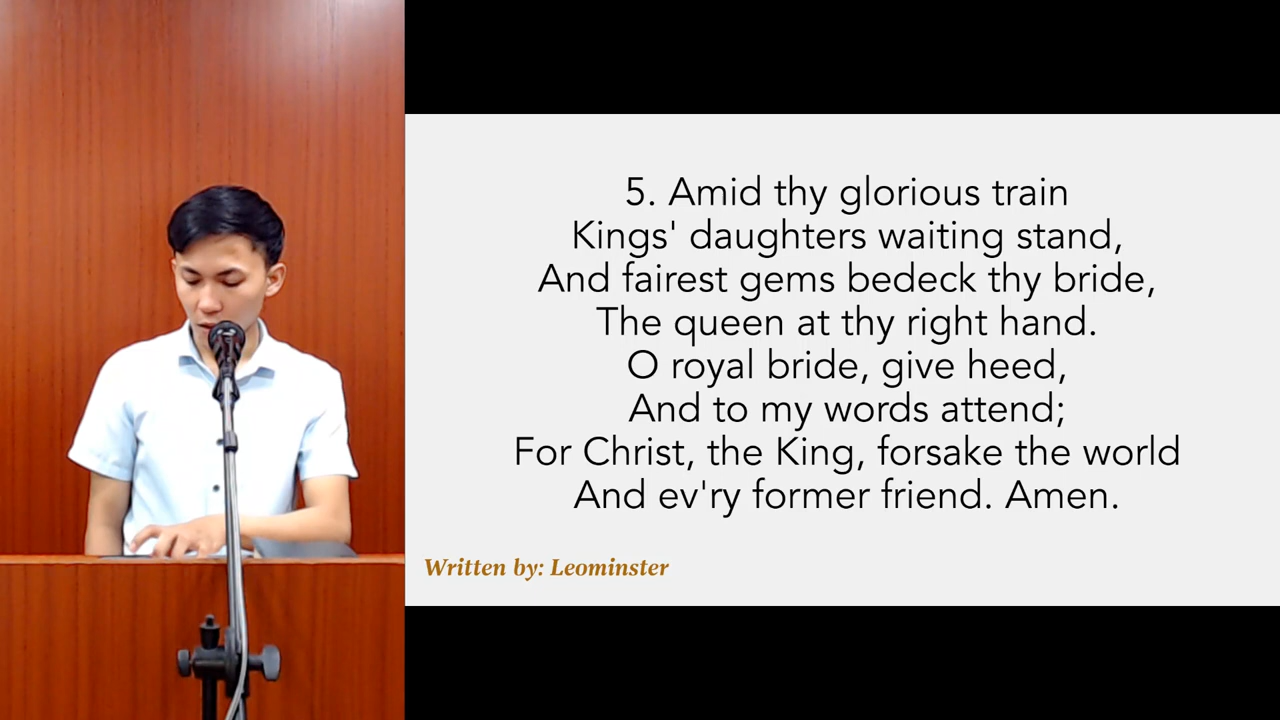 5. Amid thy glorious train
Kings' daughters waiting stand,
And fairest gems bedeck thy bride,
The queen at thy right hand.
O royal bride, give heed,
And to my words attend;
For Christ, the King, forsake the world
And ev'ry former friend. Amen.
Written by: Leominster